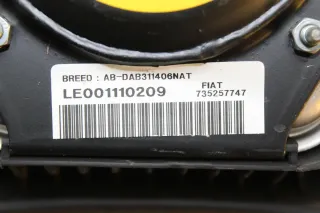 BREED : AB-DAB311406NAT
LE001110209
FIAT
735257747